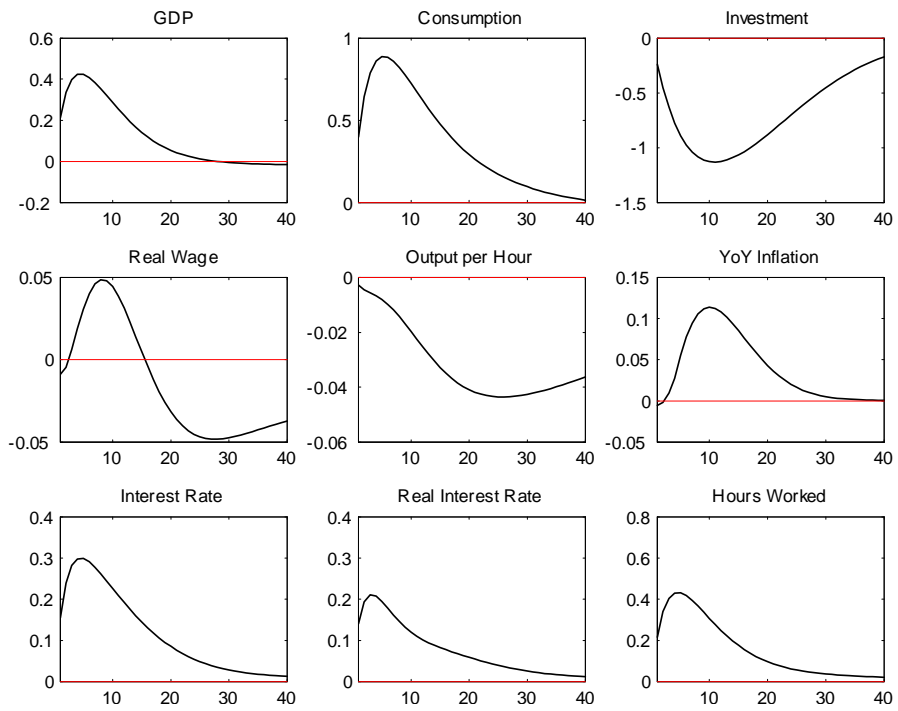 GDP
0.6
0.4
0.2
0
-0.2
10 20 30 40
Consumption
1
0.5
0
10 20 30 40
Investment
0
-0.5
-1
-1.5
10 20 30 40
Real Wage
0.05
0
-0.05
10 20 30 40
Output per Hour
0
-0.02
-0.04
-0.06
10 20 30 40
YoY Inflation
0.15
0.1
0.05
0
-0.05
10 20 30 40
Interest Rate
0.4
0.3
0.2
0.1
0
10 20 30 40
Real Interest Rate
0.4
0.3
0.2
0.1
0
10 20 30 40
Hours Worked
0.8
0.6
0.4
0.2
0
10 20 30 40